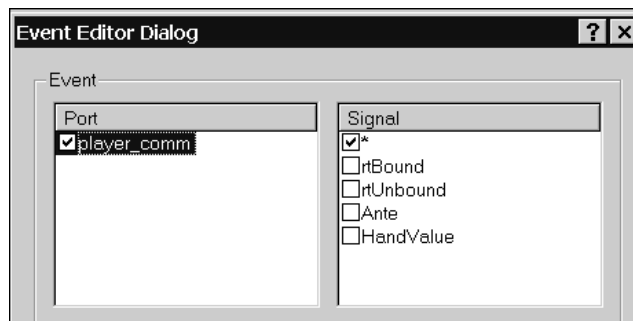 Event Editor Dialog ? ×
Event
Port
player_comm
Signal
*
rtBound
rtUnbound
Ante
HandValue